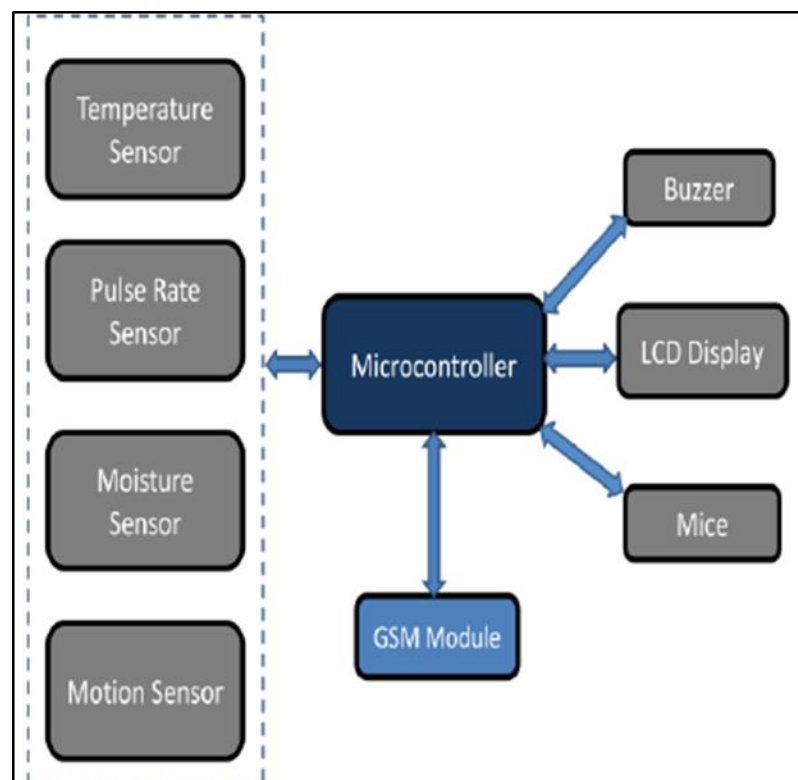 Temperature
Sensor
Pulse Rate
Sensor
Moisture
Sensor
Motion Sensor
Microcontroller
GSM Module
Buzzer
LCD Display
Mice